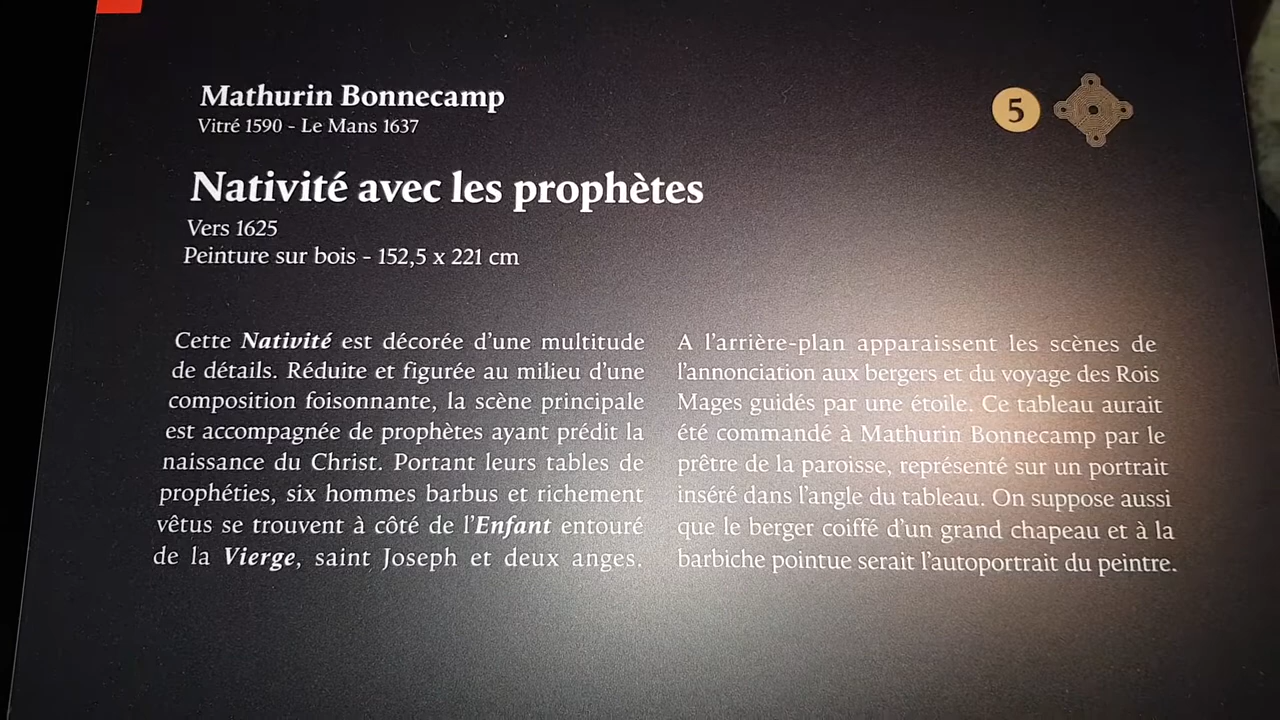 Mathurin Bonnecamp
Vitré 1590 - Le Mans 1637
5
Nativité avec les prophètes
Vers 1625
Peinture sur bois - 152,5 x 221 cm
Cette Nativité est décorée d'une multitude
de détails. Réduite et figurée au milieu d'une
composition foisonnante, la scène principale
est accompagnée de prophètes ayant prédit la
naissance du Christ. Portant leurs tables de
prophéties, six hommes barbus et richement
vêtus se trouvent à côté de l'Enfant entouré
de la Vierge, saint Joseph et deux anges.
A l'arrière-plan apparaissent les scènes de
l'annonciation aux bergers et du voyage des Rois
Mages guidés par une étoile. Ce tableau aurait
été commandé à Mathurin Bonnecamp par le
prêtre de la paroisse, représenté sur un portrait
inséré dans l'angle du tableau. On suppose aussi
que le berger coiffé d'un grand chapeau et à la
barbiche pointue serait l'autoportrait du peintre.